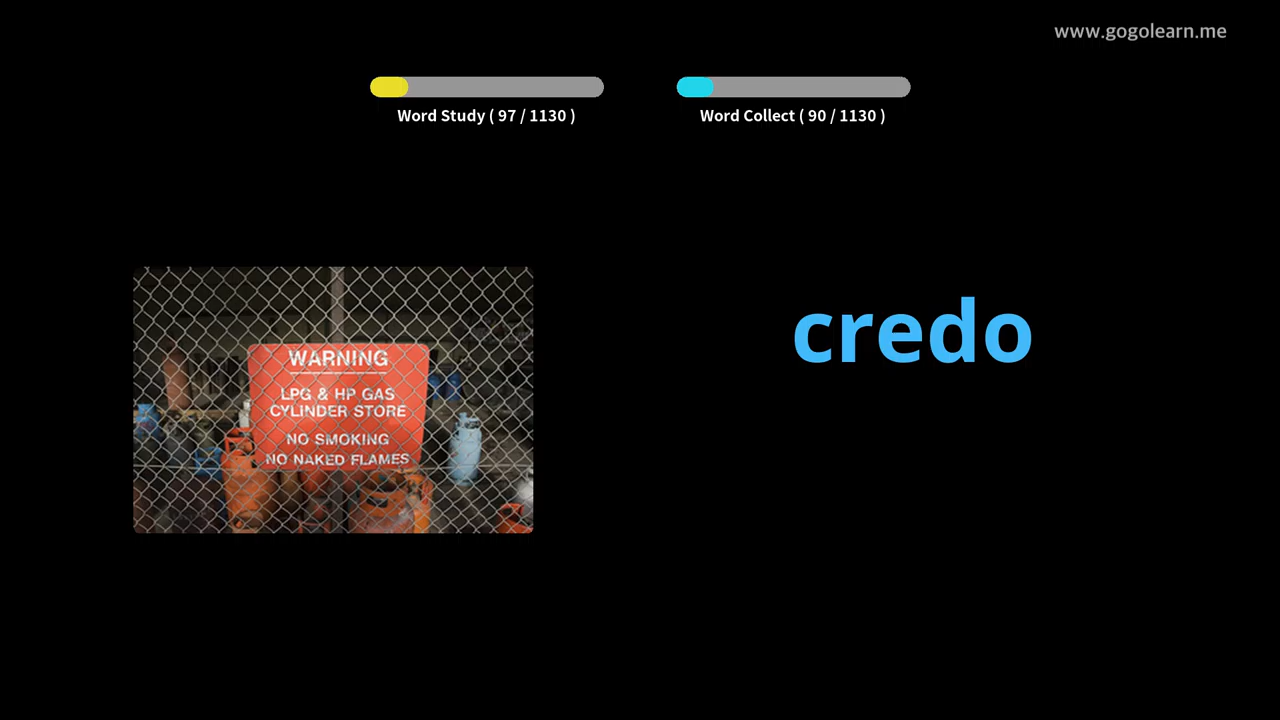 www.gogolearn.me
Word Study ( 97 / 1130 )
Word Collect ( 90 / 1130 )
credo
WARNING
LPG & HP GAS
CYLINDER STORE
NO SMOKING
NO NAKED FLAMES